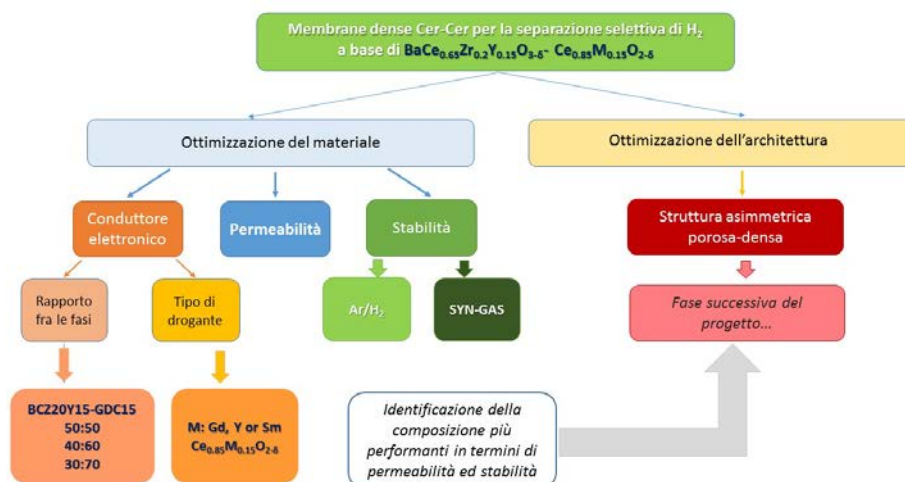 Membrane dense Cer-Cer per la separazione selettiva di H₂
a base di BaCe₀.₆₅Zr₀.₂Y₀.₁₅O₃₋δ- Ce₀.₈₅M₀.₁₅O₂₋δ
Ottimizzazione del materiale
Ottimizzazione dell'architettura
Conduttore
elettronico
Permeabilità
Stabilità
Struttura asimmetrica
porosa-densa
Rapporto
fra le fasi
Tipo di
drogante
Ar/H₂
SYN-GAS
Fase successiva del
progetto...
BCZ20Y15-GDC15
50:50
40:60
30:70
M: Gd, Y or Sm
Ce₀.₈₅M₀.₁₅O₂₋δ
Identificazione della
composizione più
performanti in termini di
permeabilità ed stabilità